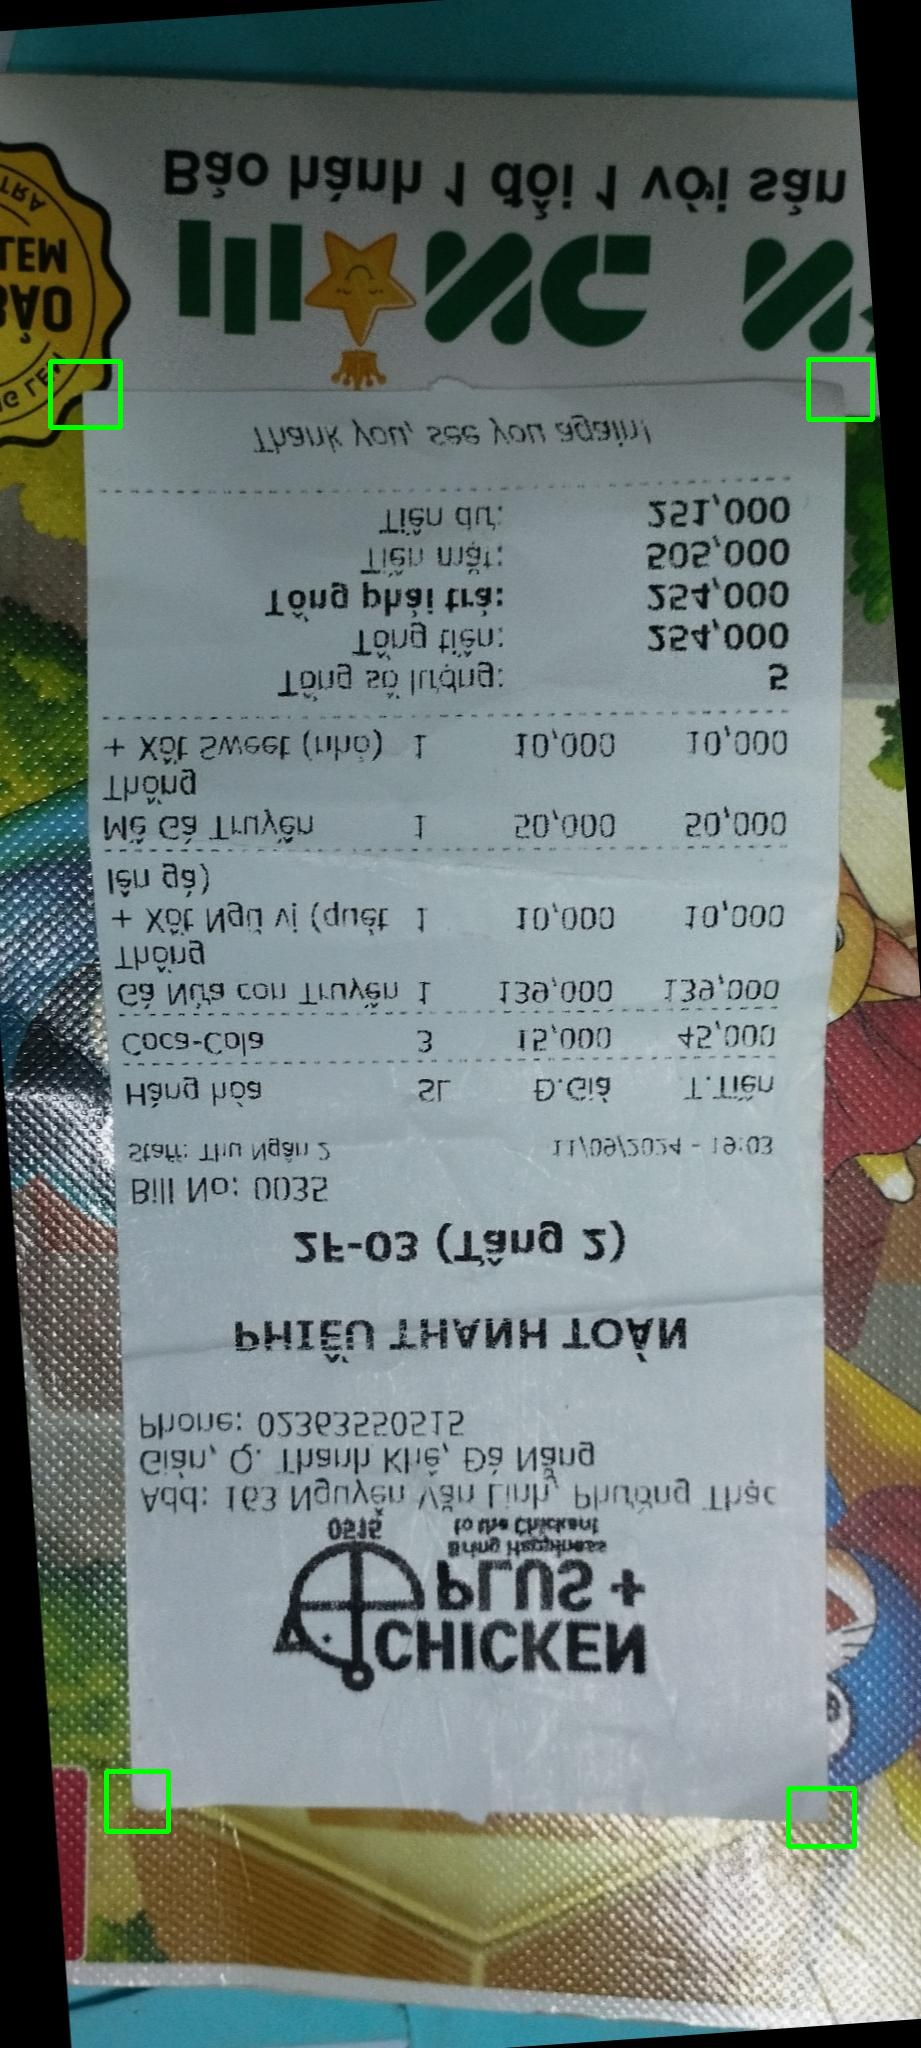 CHICKEN
PLUS +
Bring Happiness
to the Chickent
0515
Add: 163 Nguyễn Văn Linh, Phường Thạc
Gián, Q. Thanh Khê, Đà Nẵng
Phone: 02363550515
PHIẾU THANH TOÁN
2F-03 (Tầng 2)
Bill No: 0035
Staff: Thu Ngân 2 11/09/2024 - 19:03
Hàng hóa SL Đ.Giá T.Tiền
Coca-Cola 3 15,000 45,000
Gà Nửa con Truyền 1 139,000 139,000
Thống
+ Xốt Ngũ vị (quét 1 10,000 10,000
lên gà)
Mề Gà Truyền 1 50,000 50,000
Thống
+ Xốt Sweet (nhỏ) 1 10,000 10,000
Tổng số lượng: 5
Tổng tiền: 254,000
Tổng phải trả: 254,000
Tiền mặt: 505,000
Tiền dư: 251,000
Thank you, see you again!
Bảo hành 1 đổi 1 với sản
BẢO
LEM